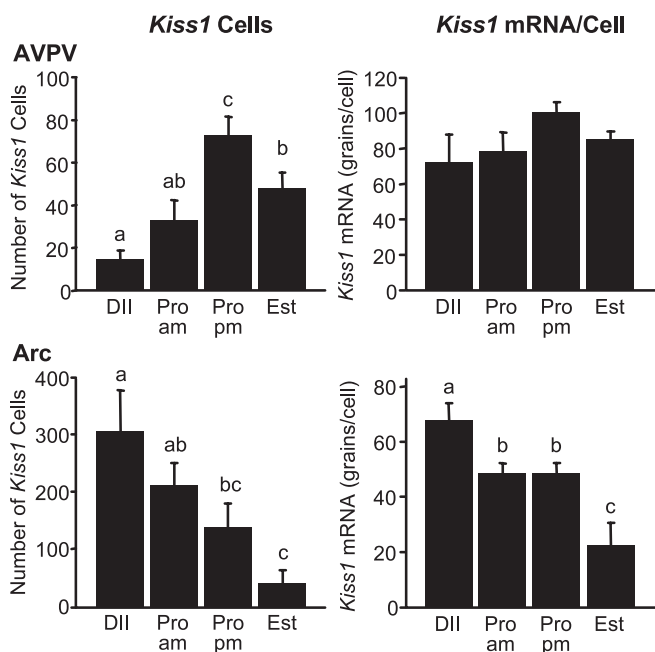 Kiss1 Cells
Kiss1 mRNA/Cell
AVPV
Number of Kiss1 Cells
100
80
60
40
20
0
a
ab
c
b
DII
Pro am
Pro pm
Est
Kiss1 mRNA (grains/cell)
120
100
80
60
40
20
0
DII
Pro am
Pro pm
Est
Arc
Number of Kiss1 Cells
400
300
200
100
0
a
ab
bc
c
DII
Pro am
Pro pm
Est
Kiss1 mRNA (grains/cell)
80
60
40
20
0
a
b
b
c
DII
Pro am
Pro pm
Est